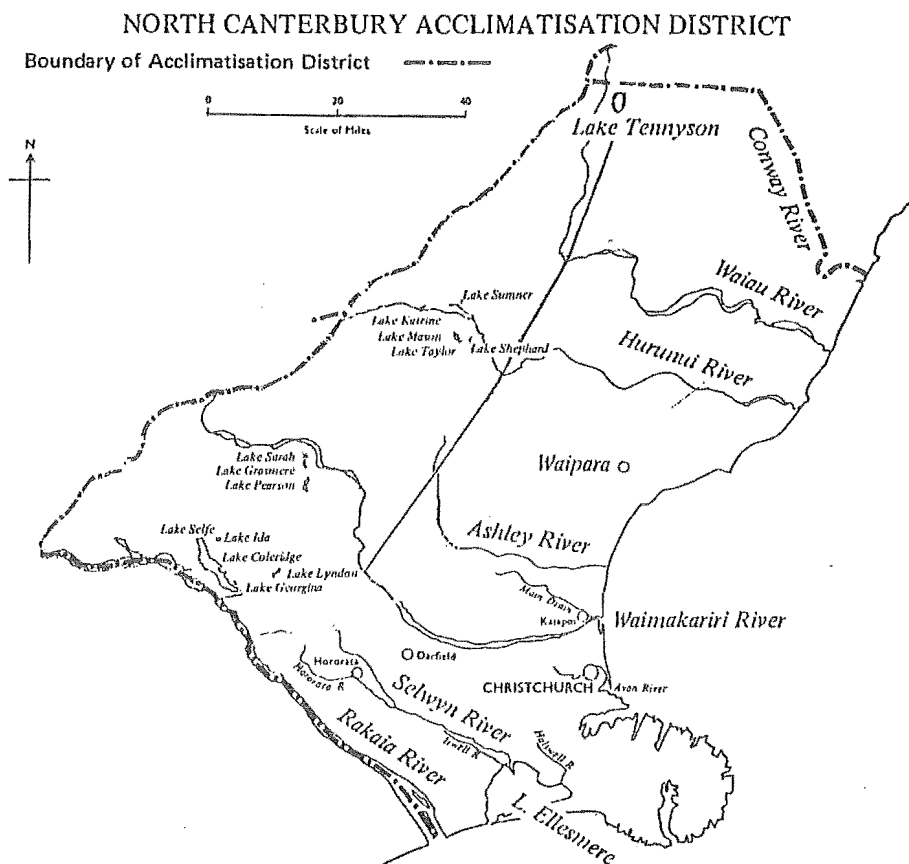 NORTH CANTERBURY ACCLIMATISATION DISTRICT
Boundary of Acclimatisation District
0 20 40
Scale of Miles
N
Lake Tennyson
Conway River
Waiau River
Lake Sumner
Lake Katrine
Lake Mason
Lake Taylor
Lake Shephard
Hurunui River
Lake Sarah
Lake Grasmere
Lake Pearson
Waipara
Ashley River
Lake Selfe
Lake Ida
Lake Coleridge
Lake Lyndon
Lake Georgina
Main Drain
Kaiapoi
Waimakariri River
Hororata
Darfield
Hororata R
CHRISTCHURCH
Avon River
Selwyn River
Rakaia River
Irwell R
Halswell R
L. Ellesmere